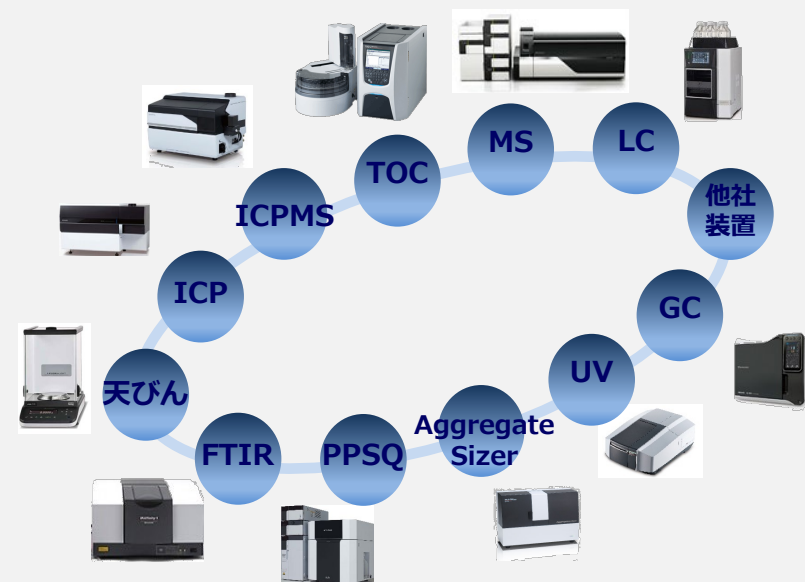 MS
LC
TOC
他社
装置
ICPMS
ICP
GC
UV
天びん
Aggregate
Sizer
FTIR
PPSQ